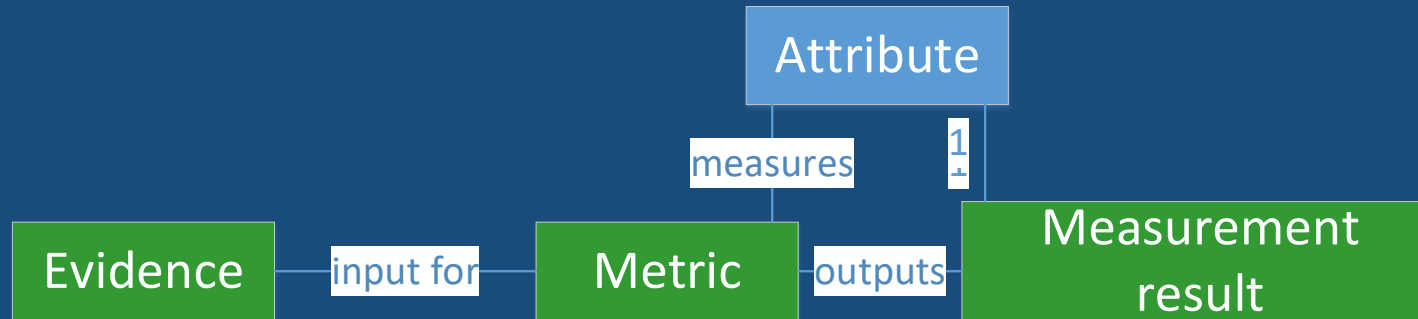 Attribute
measures
1
Evidence
input for
Metric
outputs
Measurement
result